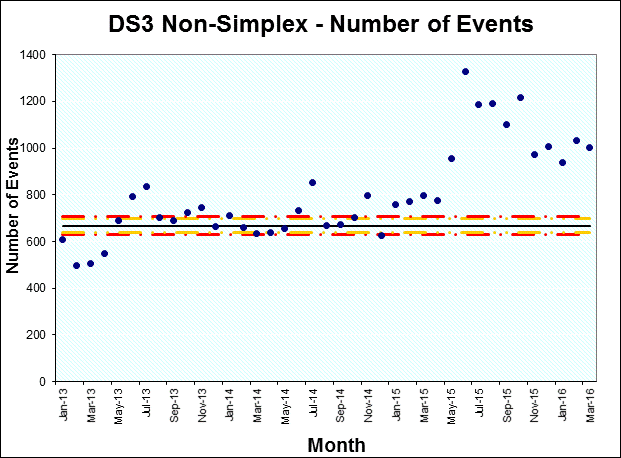 DS3 Non-Simplex - Number of Events
Number of Events
1400
1200
1000
800
600
400
200
0
Jan-13
Mar-13
May-13
Jul-13
Sep-13
Nov-13
Jan-14
Mar-14
May-14
Jul-14
Sep-14
Nov-14
Jan-15
Mar-15
May-15
Jul-15
Sep-15
Nov-15
Jan-16
Mar-16
Month